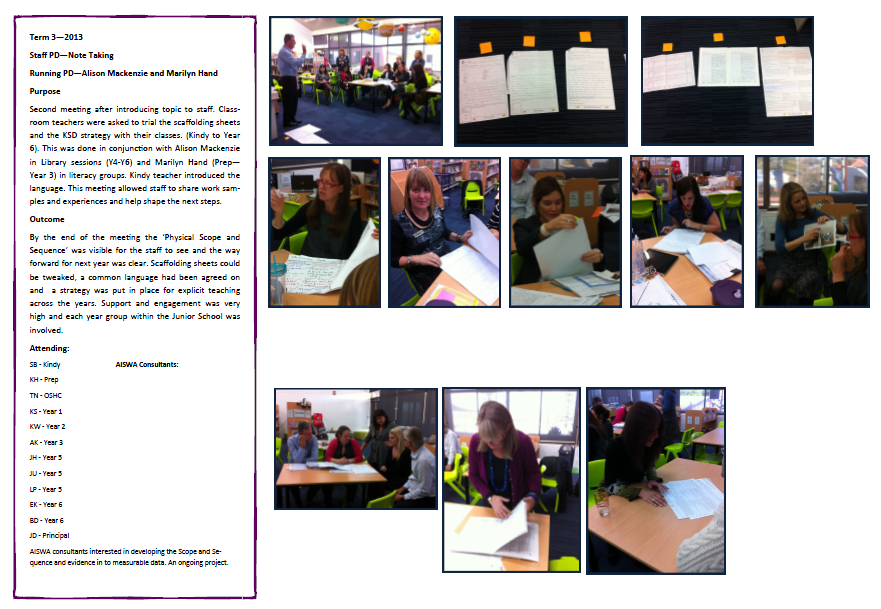 Term 3—2013
Staff PD—Note Taking
Running PD—Alison Mackenzie and Marilyn Hand
Purpose
Second meeting after introducing topic to staff. Class-
room teachers were asked to trial the scaffolding sheets
and the KSD strategy with their classes. (Kindy to Year
6). This was done in conjunction with Alison Mackenzie
in Library sessions (Y4-Y6) and Marilyn Hand (Prep—
Year 3) in literacy groups. Kindy teacher introduced the
language. This meeting allowed staff to share work sam-
ples and experiences and help shape the next steps.
Outcome
By the end of the meeting the ‘Physical Scope and
Sequence’ was visible for the staff to see and the way
forward for next year was clear. Scaffolding sheets could
be tweaked, a common language had been agreed on
and  a strategy was put in place for explicit teaching
across the years. Support and engagement was very
high and each year group within the Junior School was
involved.
Attending:
SB - Kindy AISWA Consultants:
KH - Prep
TN - OSHC
KS - Year 1
KW - Year 2
AK - Year 3
JH - Year 5
JU - Year 5
LP - Year 5
EK - Year 6
BD - Year 6
JD - Principal
AISWA consultants interested in developing the Scope and Se-
quence and evidence in to measurable data. An ongoing project.